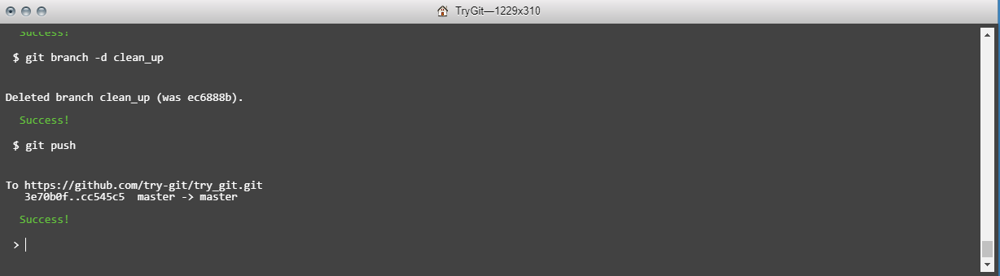 TryGit—1229x310
Success!
$ git branch -d clean_up
Deleted branch clean_up (was ec6888b).
Success!
$ git push
To https://github.com/try-git/try_git.git
3e70b0f..cc545c5 master -> master
Success!
>